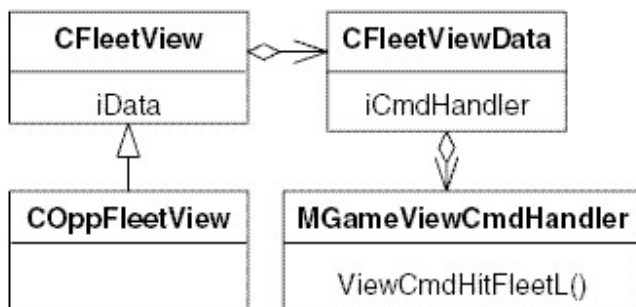 CFleetView
iData
CFleetViewData
iCmdHandler
COppFleetView
MGameViewCmdHandler
ViewCmdHitFleetL()